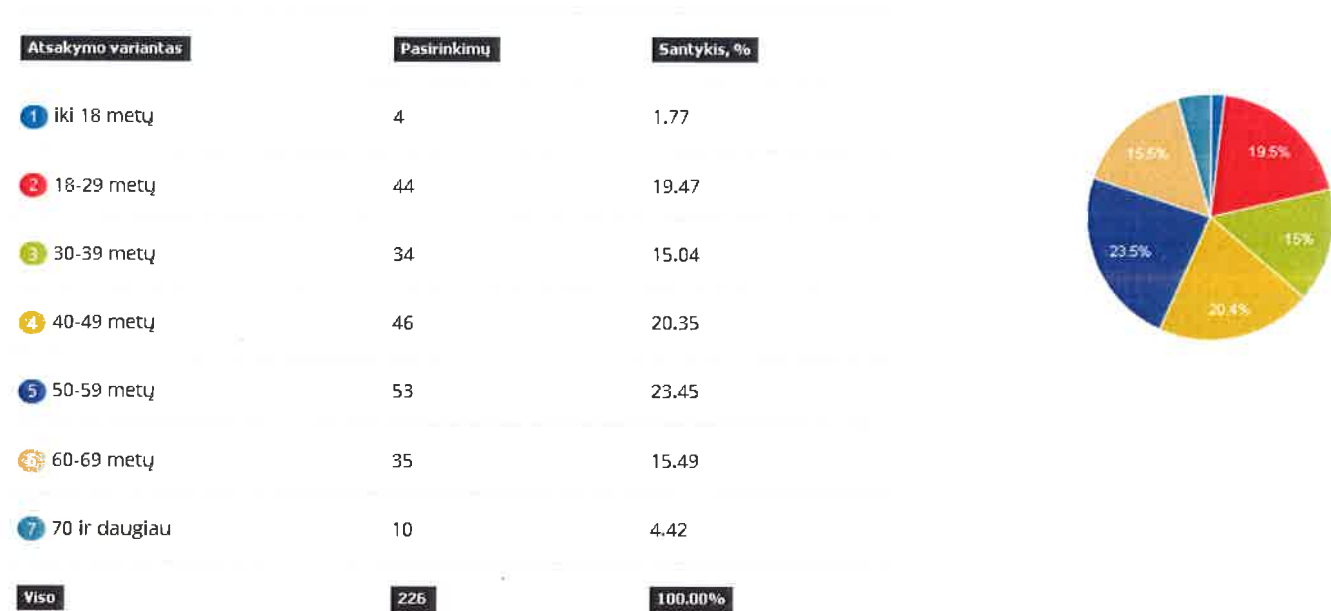 Atsakymo variantas Pasirinkimų Santykis, %
1 iki 18 metų 4 1.77
2 18-29 metų 44 19.47
3 30-39 metų 34 15.04
4 40-49 metų 46 20.35
5 50-59 metų 53 23.45
6 60-69 metų 35 15.49
7 70 ir daugiau 10 4.42
Viso 226 100.00%
15.5% 19.5%
23.5% 15%
20.4%